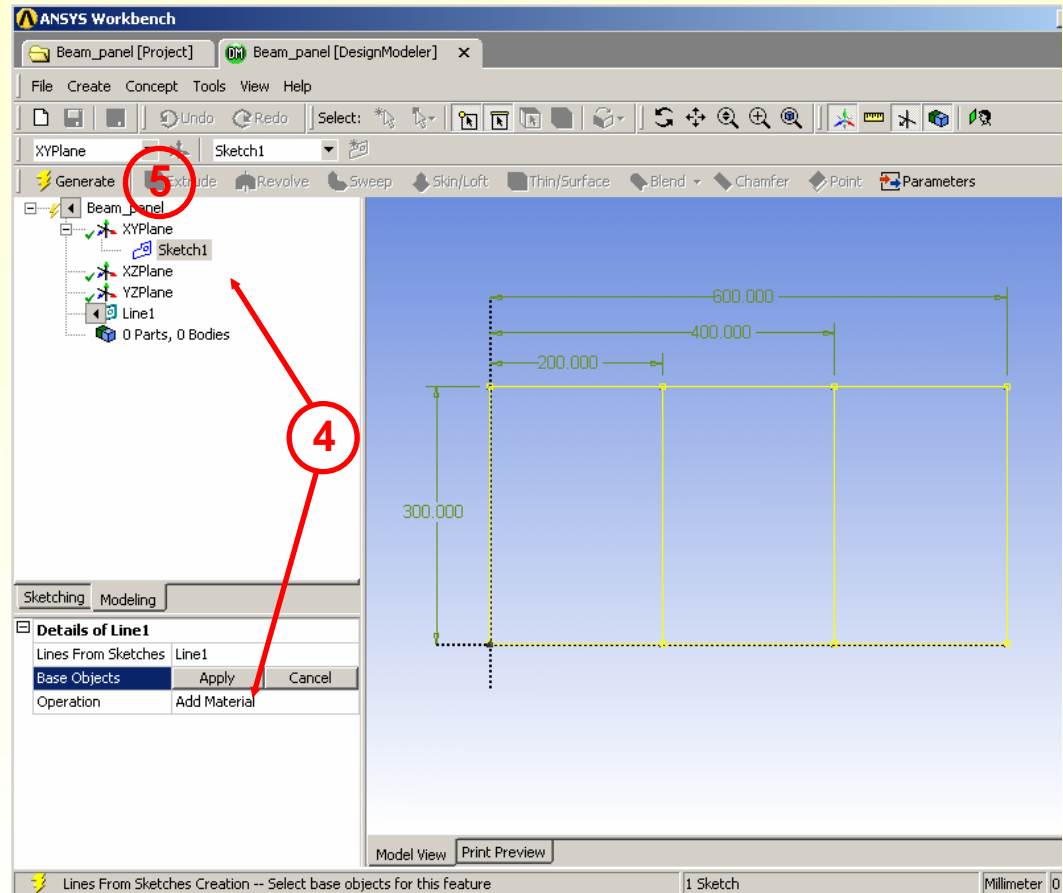 ANSYS Workbench
Beam_panel [Project] Beam_panel [DesignModeler]
File Create Concept Tools View Help
Undo Redo Select:
XYPlane Sketch1
Generate Extrude Revolve Sweep Skin/Loft Thin/Surface Blend Chamfer Point Parameters
5
Beam_panel
XYPlane
Sketch1
XZPlane
YZPlane
Line1
0 Parts, 0 Bodies
600.000
400.000
200.000
4
300.000
Sketching Modeling
Details of Line1
Lines From Sketches Line1
Base Objects Apply Cancel
Operation Add Material
Model View Print Preview
Lines From Sketches Creation -- Select base objects for this feature 1 Sketch Millimeter 0